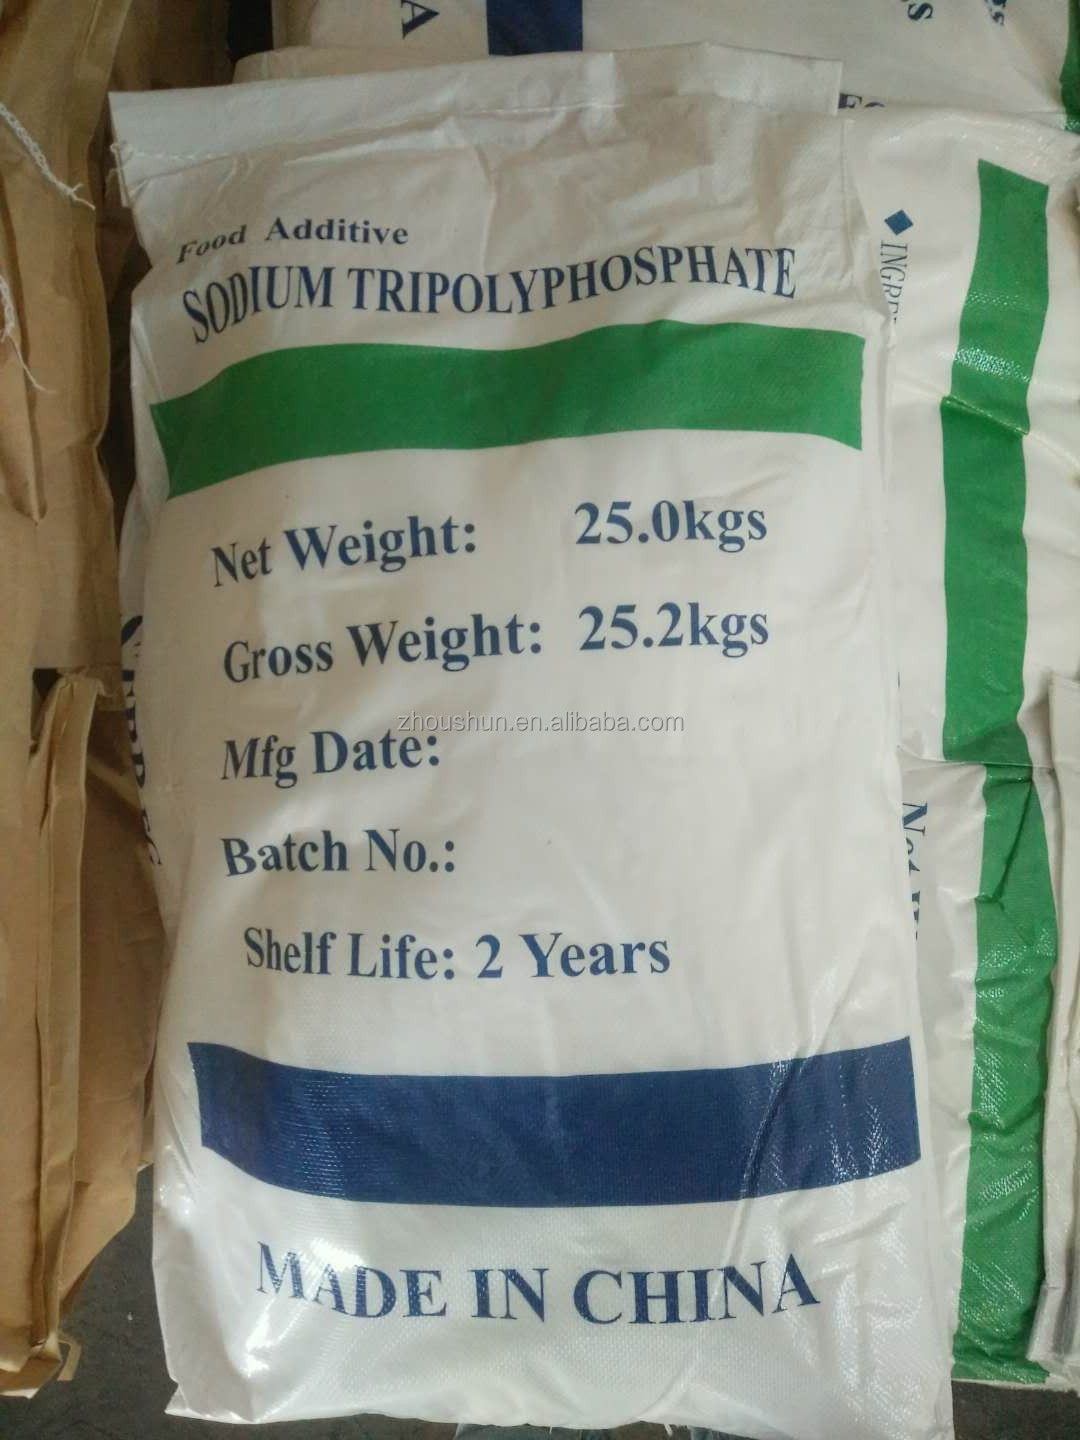 Food Additive
SODIUM TRIPOLYPHOSPHATE
Net Weight: 25.0kgs
Gross Weight: 25.2kgs
zhoushun.en.alibaba.com
Mfg Date:
Batch No.:
Shelf Life: 2 Years
MADE IN CHINA